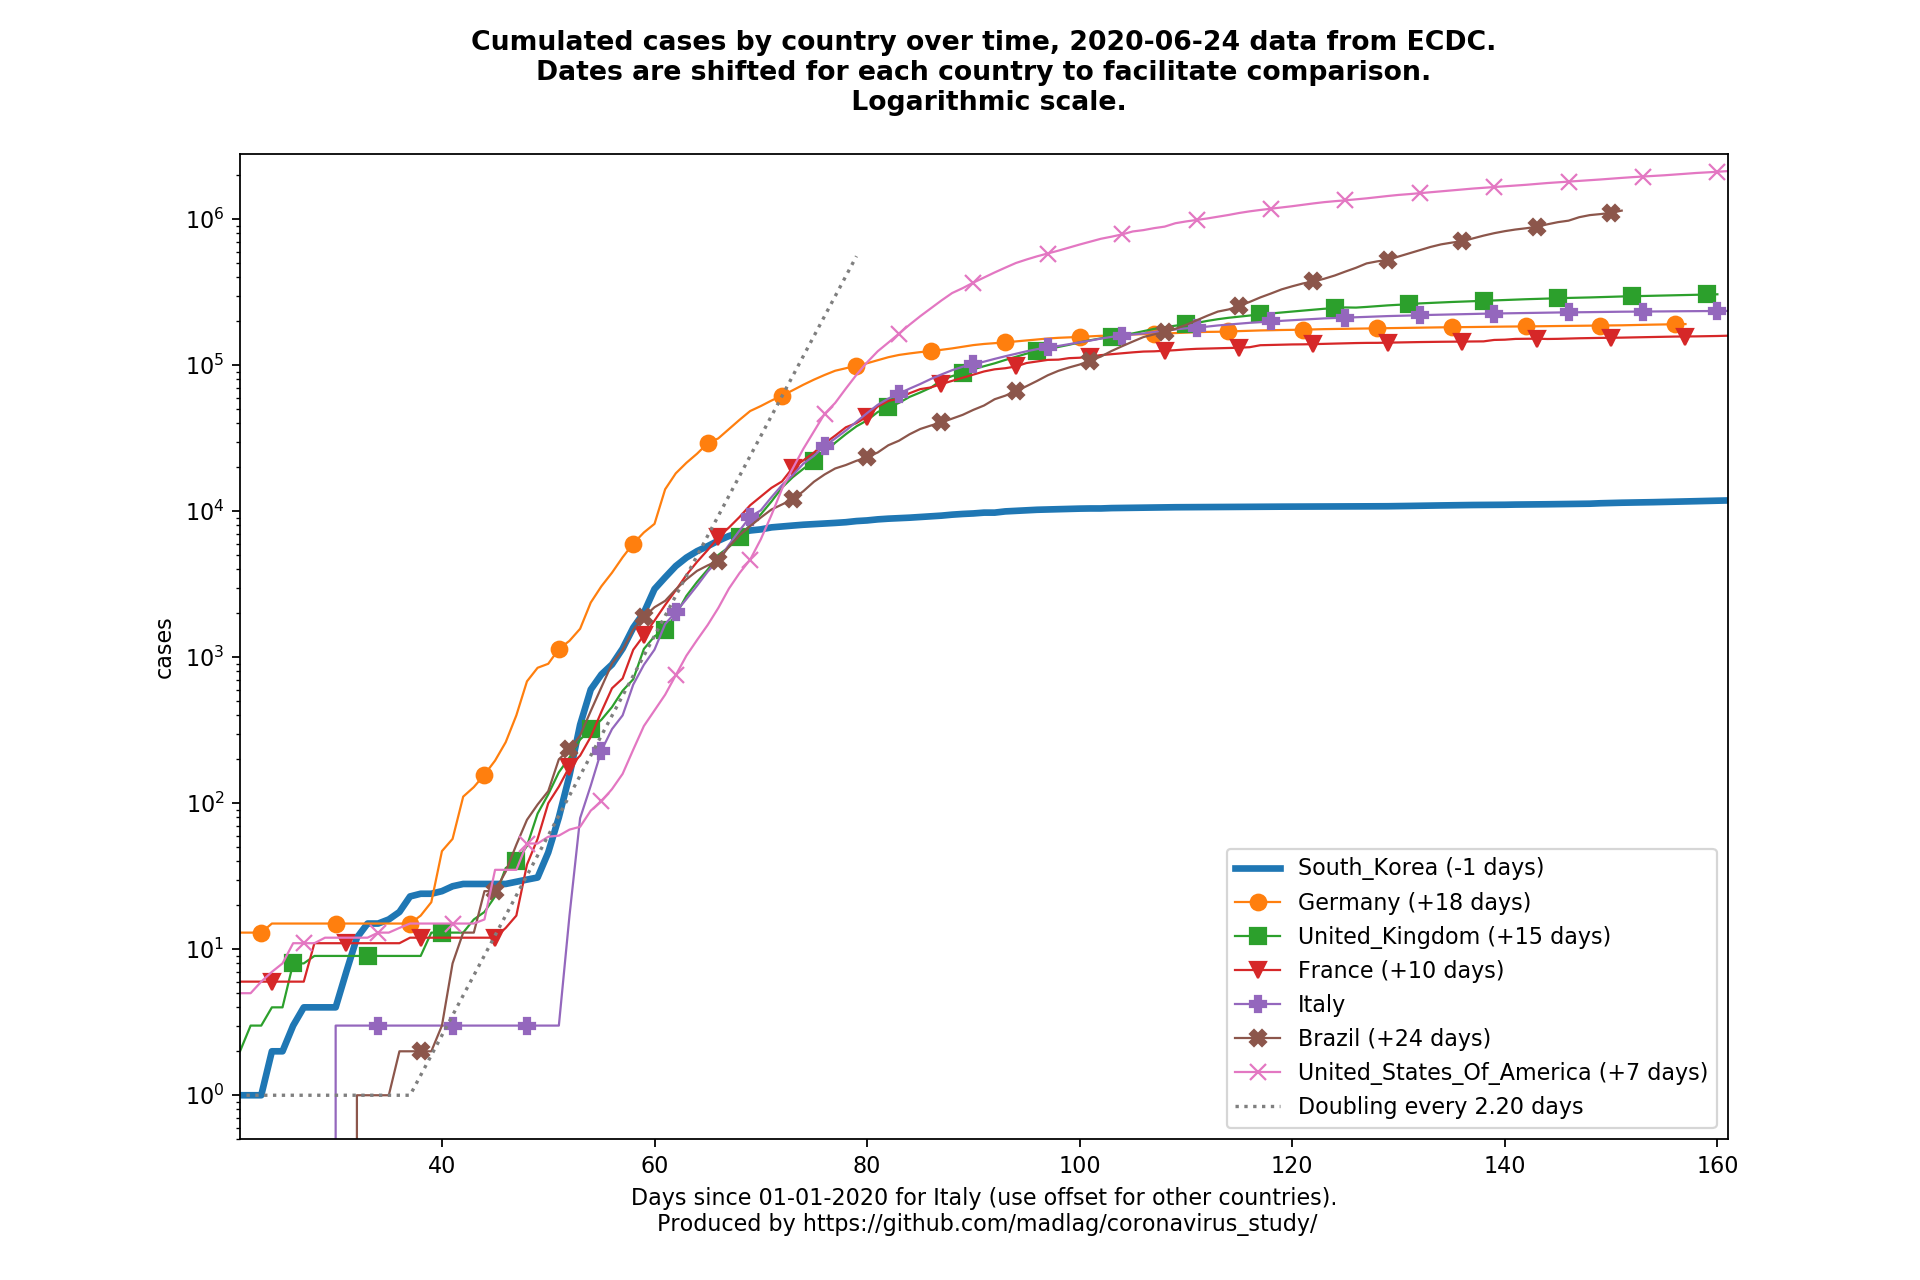 Cumulated cases by country over time, 2020-06-24 data from ECDC.
Dates are shifted for each country to facilitate comparison.
Logarithmic scale.
cases
10^6
10^5
10^4
10^3
10^2
10^1
10^0
South_Korea (-1 days)
Germany (+18 days)
United_Kingdom (+15 days)
France (+10 days)
Italy
Brazil (+24 days)
United_States_Of_America (+7 days)
Doubling every 2.20 days
40 60 80 100 120 140 160
Days since 01-01-2020 for Italy (use offset for other countries).
Produced by https://github.com/madlag/coronavirus_study/